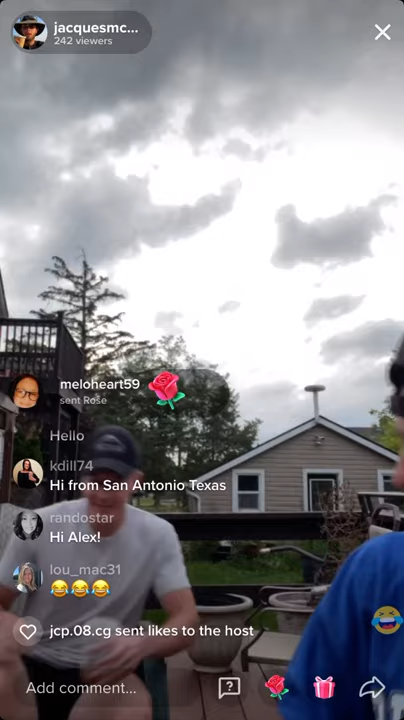 jacquesmc...
242 viewers
meloheart59
sent Rose
Hello
kdill74
Hi from San Antonio Texas
randostar
Hi Alex!
lou_mac31
😂😂😂
jcp.08.cg sent likes to the host
Add comment...